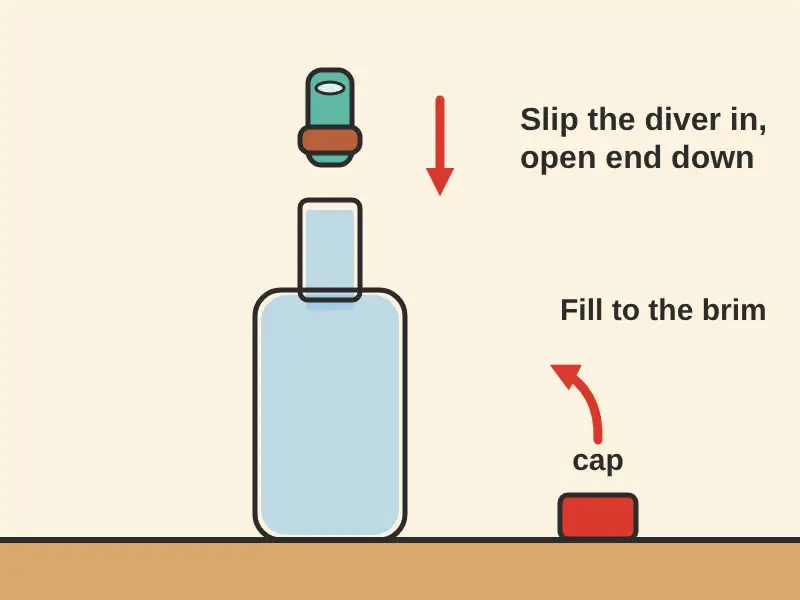 Slip the diver in,
open end down
Fill to the brim
cap